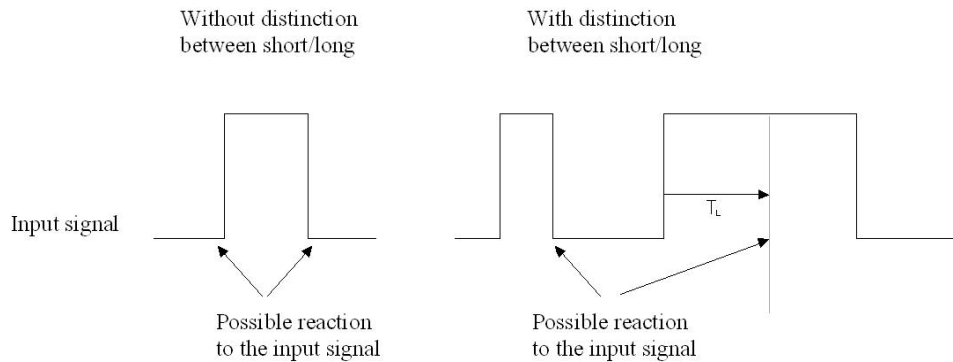 Without distinction
between short/long
With distinction
between short/long
Input signal
T_L
Possible reaction
to the input signal
Possible reaction
to the input signal